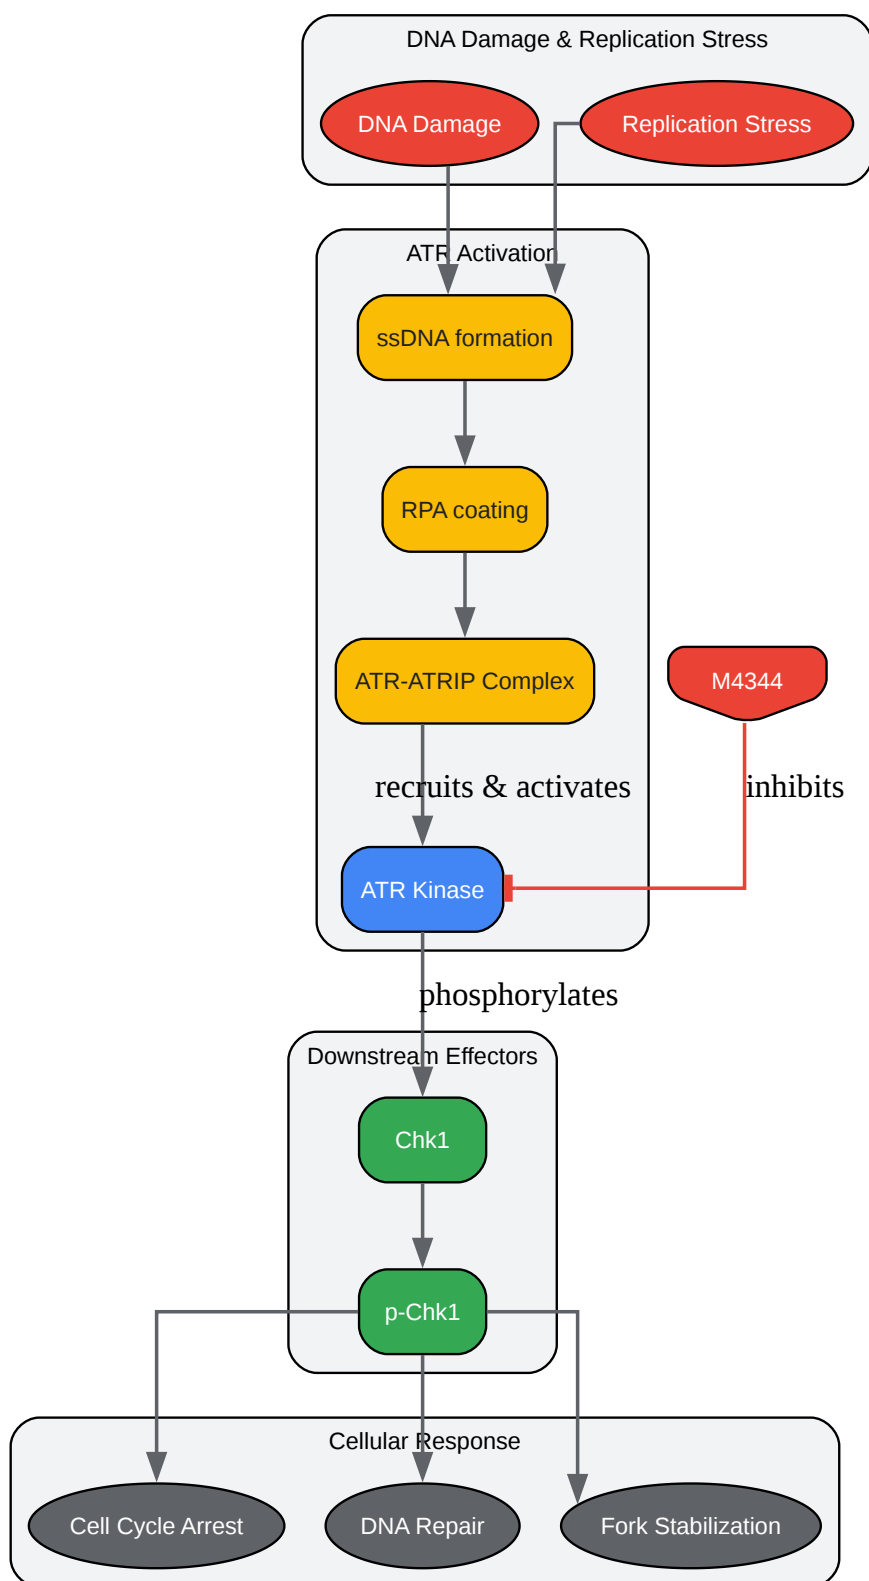 DNA Damage & Replication Stress
DNA Damage
Replication Stress
ATR Activation
ssDNA formation
RPA coating
ATR-ATRIP Complex
M4344
recruits & activates
inhibits
ATR Kinase
phosphorylates
Downstream Effectors
Chk1
p-Chk1
Cellular Response
Cell Cycle Arrest
DNA Repair
Fork Stabilization